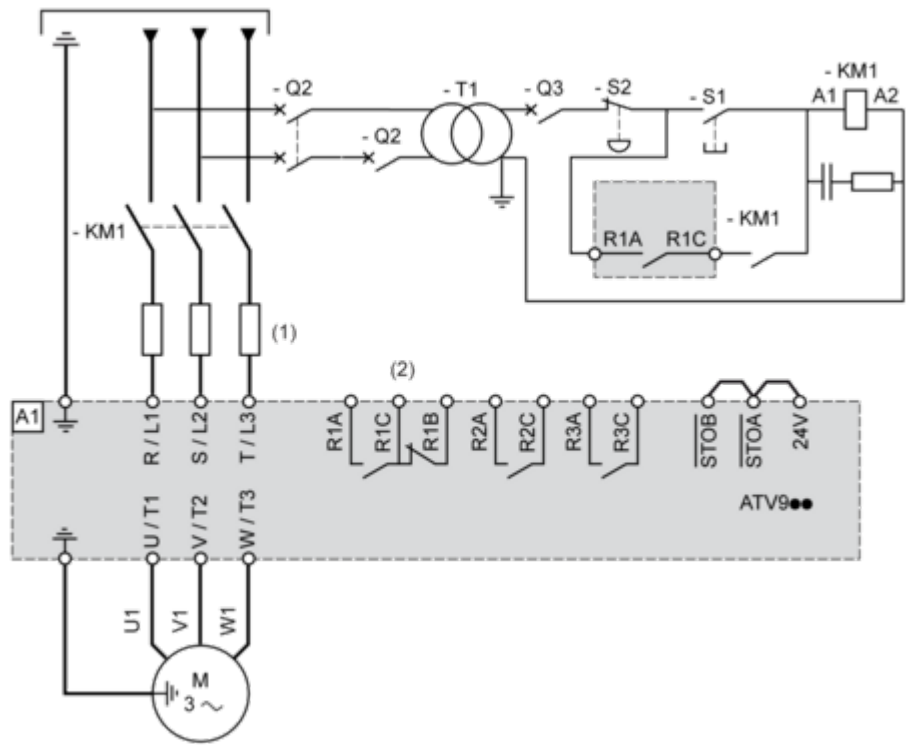 - Q2
- T1
- Q3
- S2
- S1
- KM1
A1
A2
- Q2
- KM1
- KM1
R1A
R1C
(1)
(2)
A1
R / L1
S / L2
T / L3
R1A
R1C
R1B
R2A
R2C
R3A
R3C
STOB
STOA
24V
ATV9●●
U / T1
V / T2
W / T3
U1
V1
W1
M
3 ~